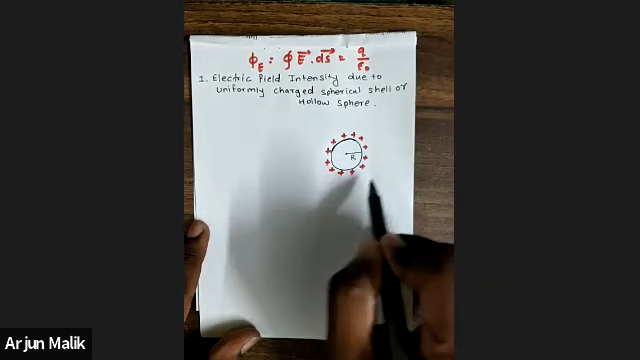 ϕE = ∮ E⃗ . ds⃗ = q/ε₀
1. Electric field Intensity due to
uniformly charged spherical shell or
Hollow sphere.
R
Arjun Malik